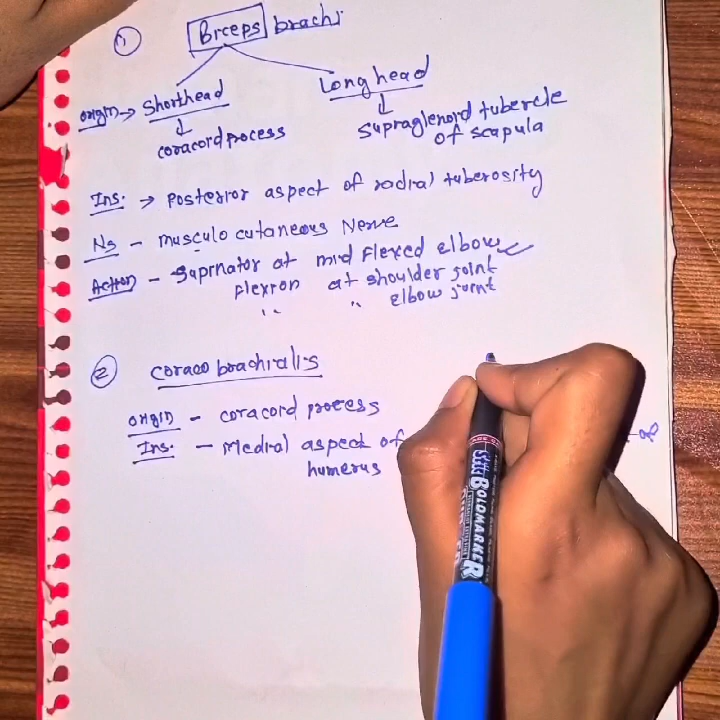 ① Biceps brachi
Origin → Shorthead
Long head
↓
coracoid process
↓
supraglenoid tubercle
of scapula
Ins. → Posterior aspect of radial tuberosity
Ns - musculo cutaneous Nerve
Action - Supinator at mid flexed elbow
Flexion at shoulder joint
" " elbow joint
② coraco brachialis
origin - coracoid process
Ins. - Medial aspect of
humerus
BOLDMARKER